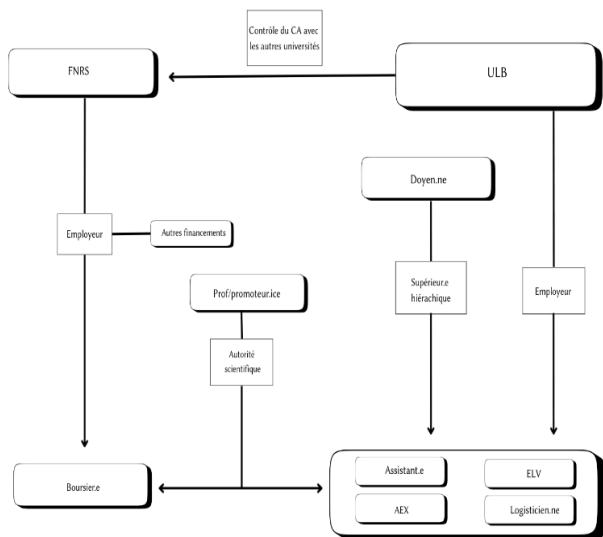 Contrôle du CA avec
les autres universités
FNRS
ULB
Doyen.ne
Employeur
Autres financements
Prof/promoteur.ice
Supérieur.e
hiérachique
Employeur
Autorité
scientifique
Boursier.e
Assistant.e
ELV
AEX
Logisticien.ne